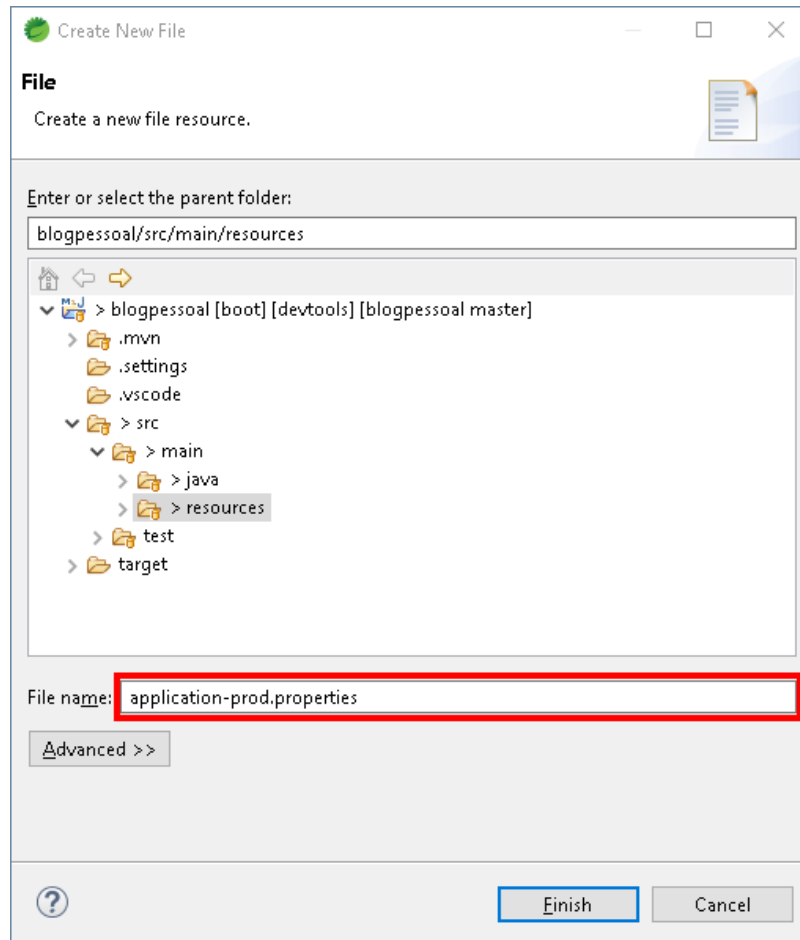 Create New File
File
Create a new file resource.
Enter or select the parent folder:
blogpessoal/src/main/resources
> blogpessoal [boot] [devtools] [blogpessoal master]
> .mvn
.settings
.vscode
> src
> main
> java
> resources
test
target
File name: application-prod.properties
Advanced >>
Finish Cancel